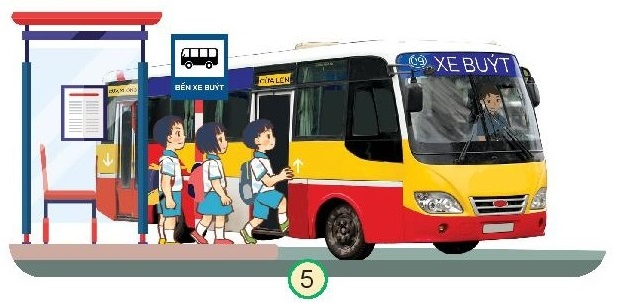 09 XE BUÝT
BẾN XE BUÝT
CỬA LÊN
5